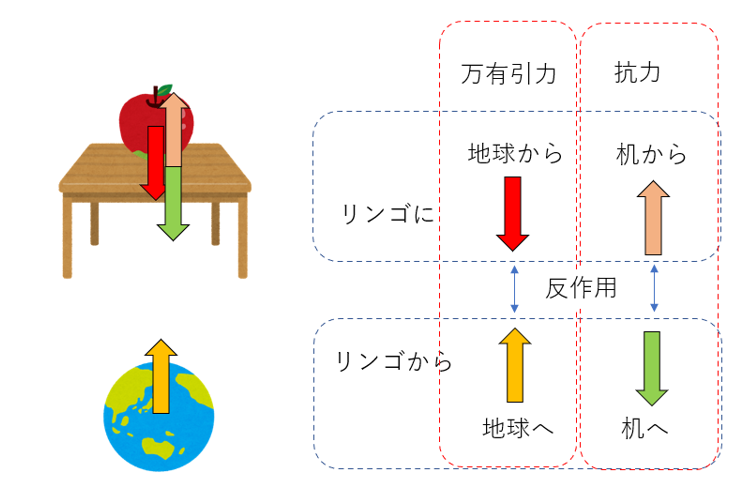 万有引力
抗力
地球から
机から
リンゴに
反作用
リンゴから
地球へ
机へ